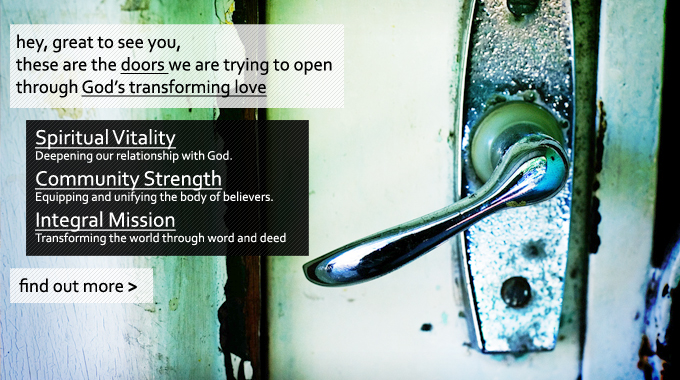 hey, great to see you,
these are the doors we are trying to open
through God's transforming love
Spiritual Vitality
Deepening our relationship with God.
Community Strength
Equipping and unifying the body of believers.
Integral Mission
Transforming the world through word and deed
find out more >